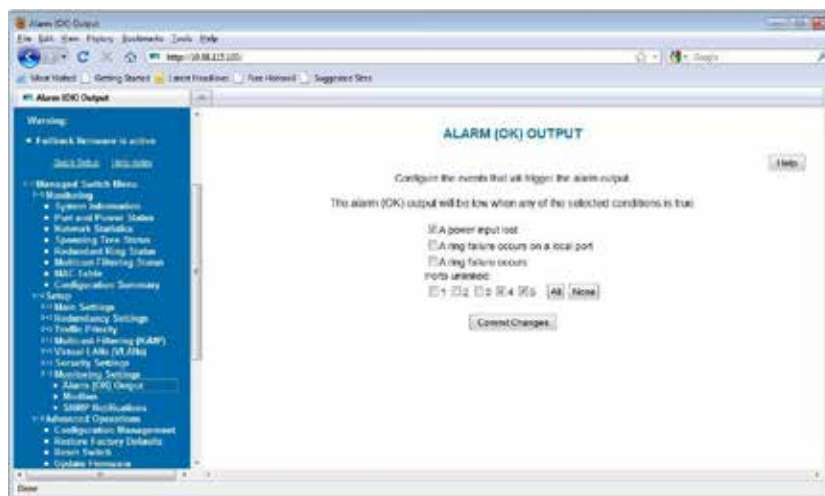 Alarm (OK) Output
File Edit View History Bookmarks Tools Help
Most Visited Getting Started Latest Headlines Free Hotmail Suggested Sites
Alarm (OK) Output
Warning:
Fallback firmware is active
Quick Setup Help Index
Managed Switch Menu
Monitoring
System Information
Port and Power Status
Network Statistics
Spanning Tree Status
Redundant Ring Status
Multicast Filtering Status
MAC Table
Configuration Summary
Setup
Main Settings
Redundancy Settings
Traffic Priority
Multicast Filtering (IGMP)
Virtual LANs (VLANs)
Security Settings
Monitoring Settings
Alarm (OK) Output
Modbus
SNMP Notifications
Advanced Operations
Configuration Management
Restore Factory Defaults
Reset Switch
Update Firmware
ALARM (OK) OUTPUT
Help
Configure the events that will trigger the alarm output.
The alarm (OK) output will be low when any of the selected conditions is true
A power input lost
A ring failure occurs on a local port
A ring failure occurs
Ports unlinked:
1 2 3 4 5 All None
Commit Changes
Done